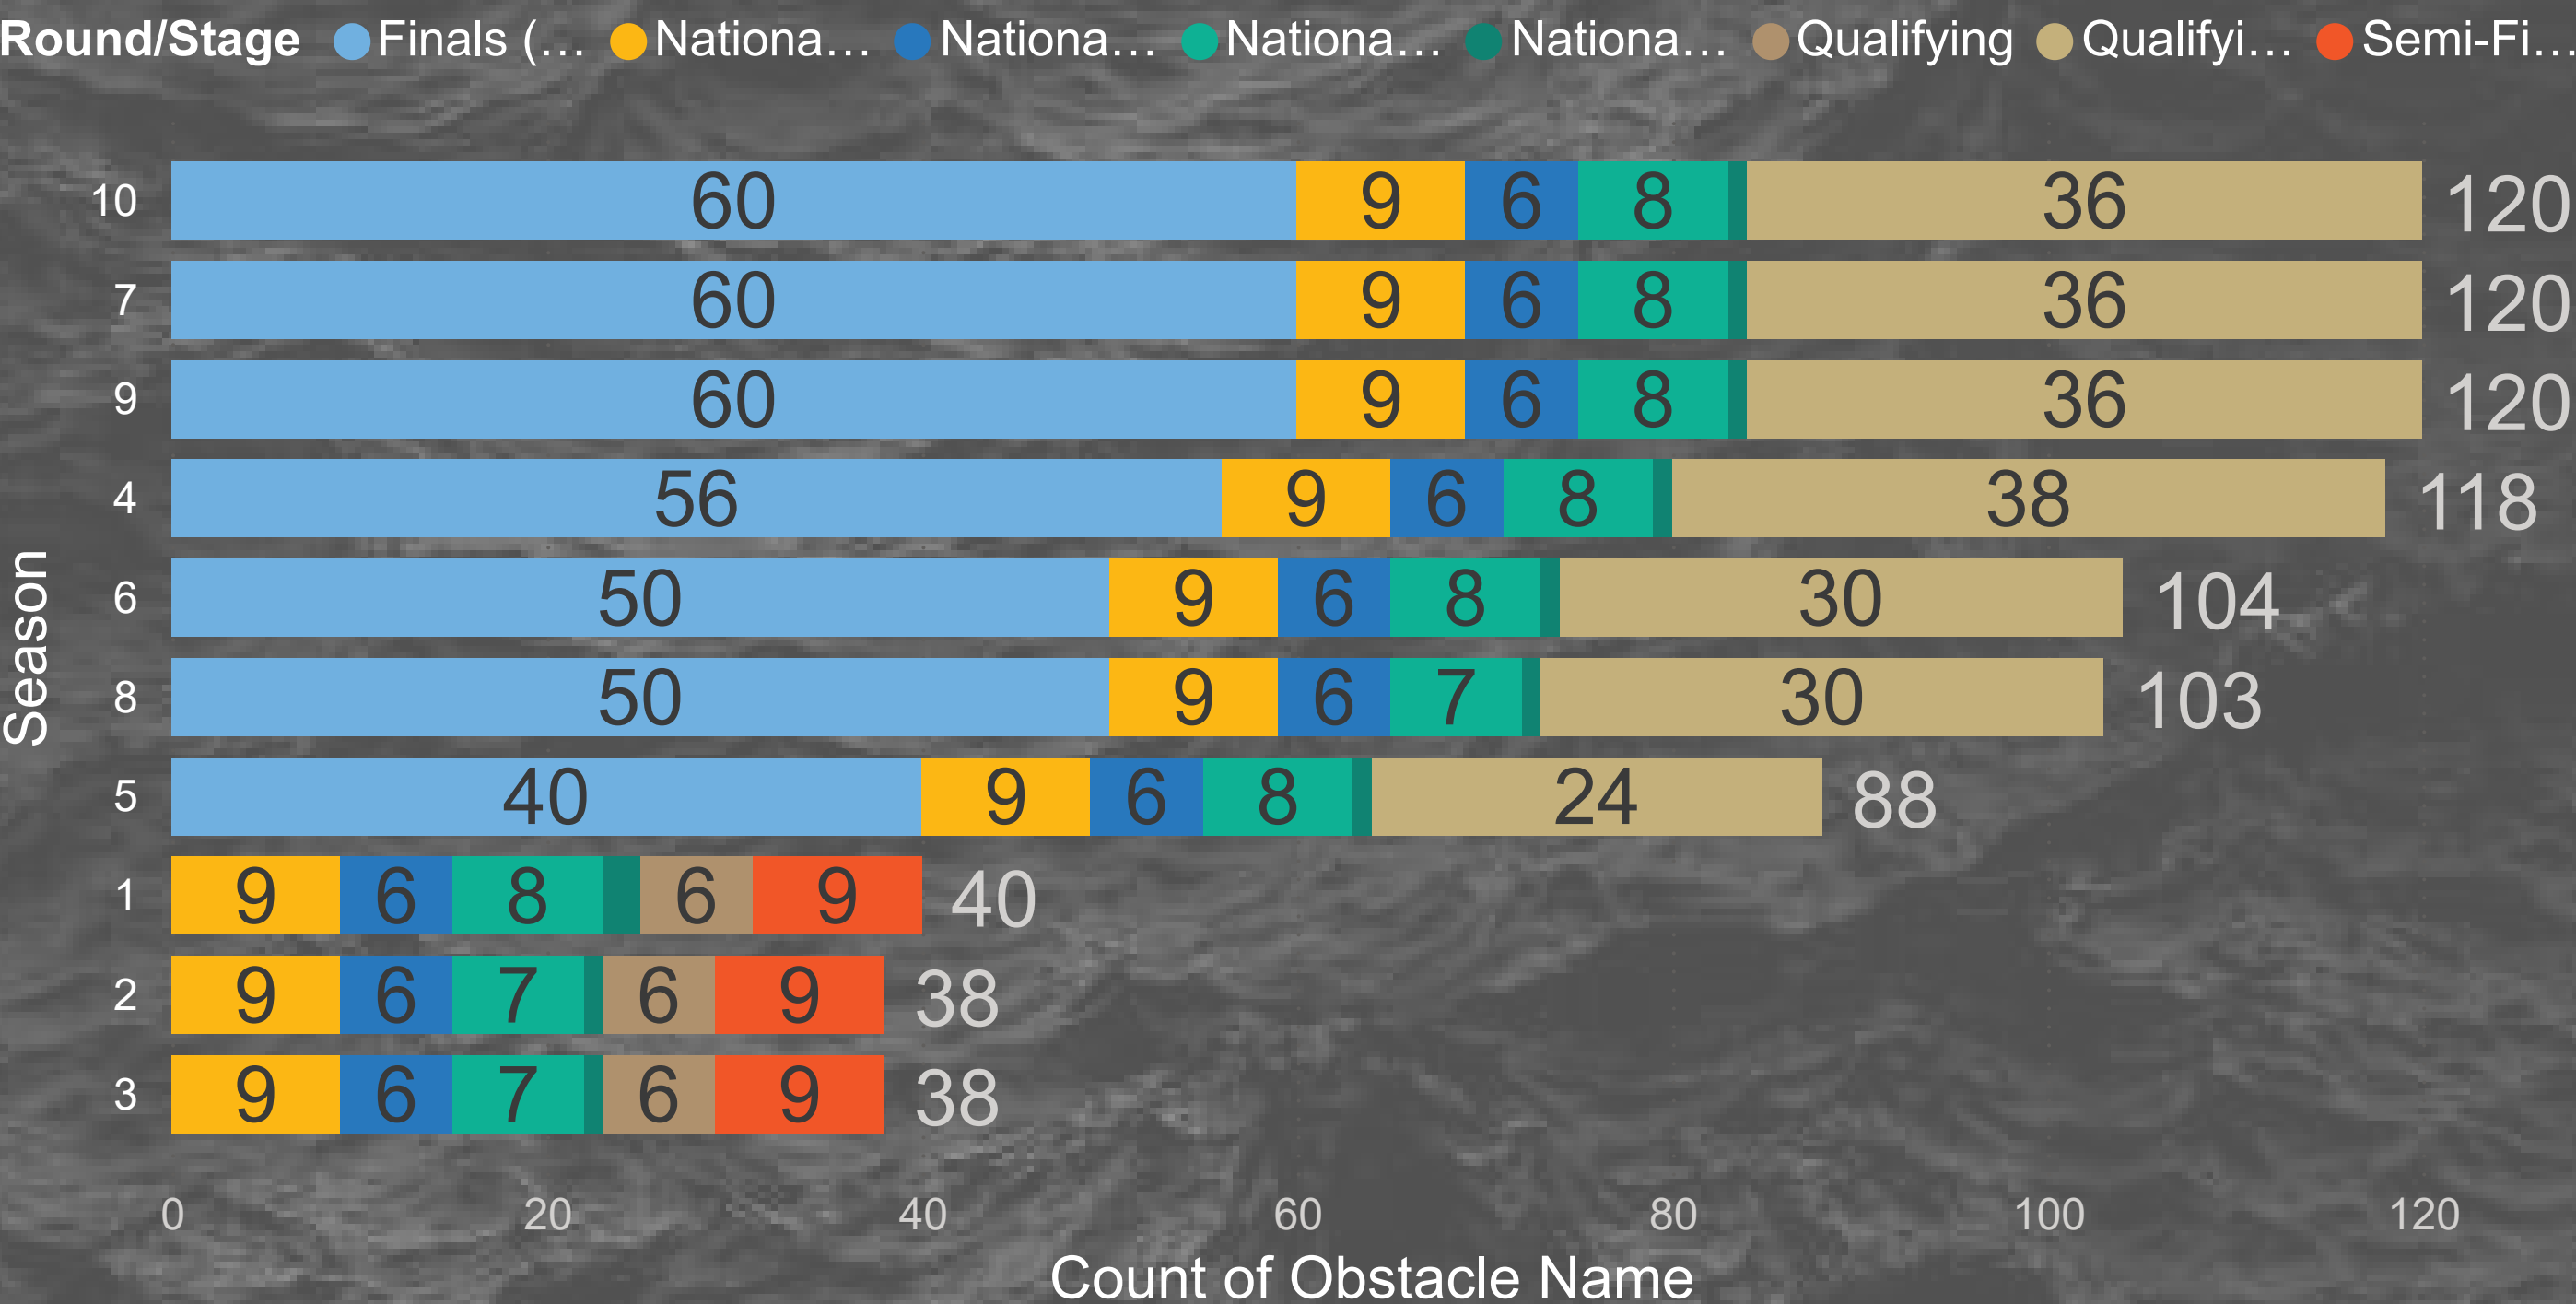 Round/Stage Finals (… Nationa… Nationa… Nationa… Nationa… Qualifying Qualifyi… Semi-Fi…
10 60 9 6 8 36 120
7 60 9 6 8 36 120
9 60 9 6 8 36 120
4 56 9 6 8 38 118
6 50 9 6 8 30 104
8 50 9 6 7 30 103
5 40 9 6 8 24 88
1 9 6 8 6 9 40
2 9 6 7 6 9 38
3 9 6 7 6 9 38
Season
0 20 40 60 80 100 120
Count of Obstacle Name